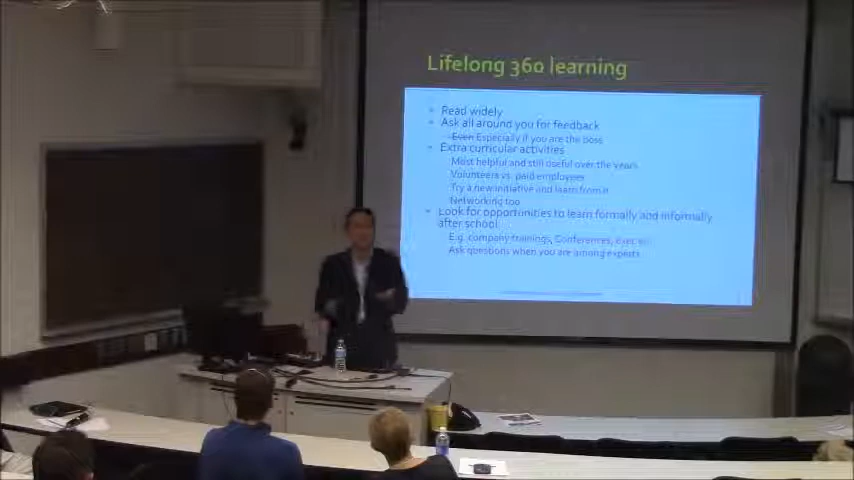 Lifelong 360 learning
Read widely
Ask all around you for feedback
Even Especially if you are the boss
Extra curricular activities
Most helpful and still useful over the years
Volunteers vs. paid employees
Try a new initiative and learn from it
Networking too
Look for opportunities to learn formally and informally
after school
E.g. company trainings, Conferences, Exec
Ask questions when you are among experts